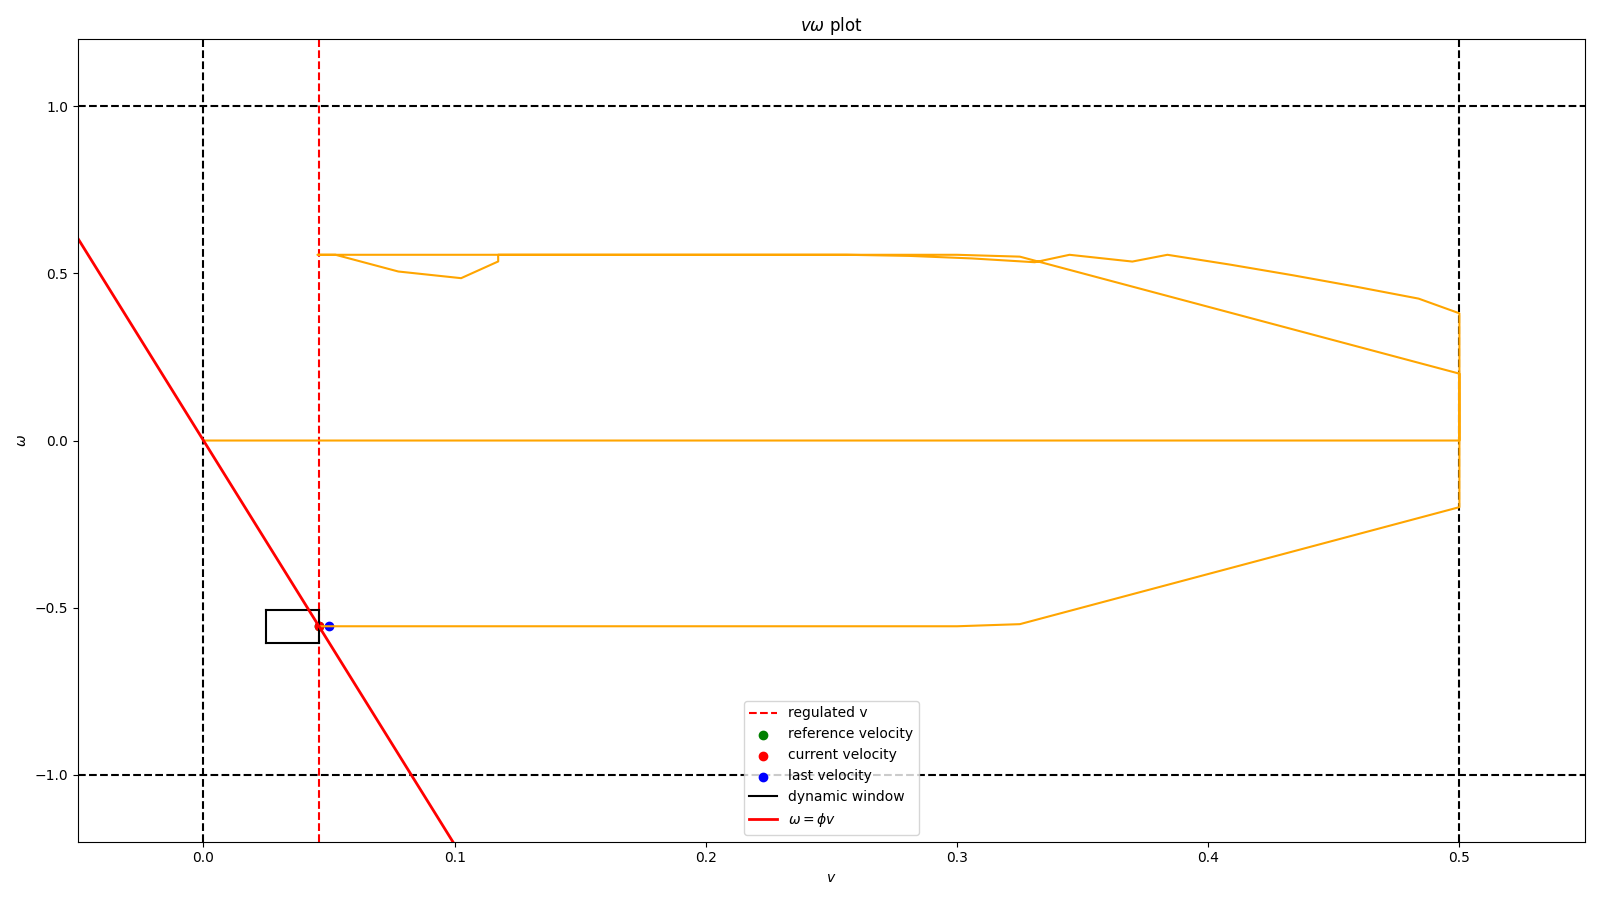 vω plot
1.0
0.5
0.0
−0.5
−1.0
ω
regulated v
reference velocity
current velocity
last velocity
dynamic window
ω = ϕv
0.0 0.1 0.2 0.3 0.4 0.5
v